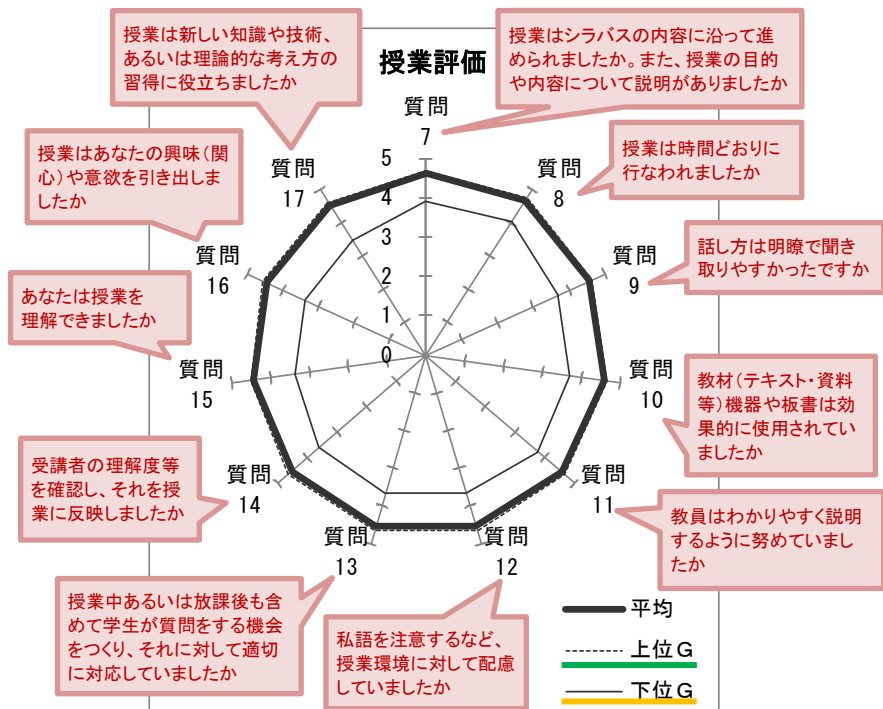 授業評価
授業は新しい知識や技術、
あるいは理論的な考え方の
習得に役立ちましたか
授業はシラバスの内容に沿って進
められましたか。また、授業の目的
や内容について説明がありましたか
授業はあなたの興味(関
心)や意欲を引き出しま
したか
授業は時間どおりに
行なわれましたか
あなたは授業を
理解できましたか
話し方は明瞭で聞き
取りやすかったですか
受講者の理解度等
を確認し、それを授
業に反映しましたか
教材(テキスト・資料
等)機器や板書は効
果的に使用されてい
ましたか
授業中あるいは放課後も含
めて学生が質問をする機会
をつくり、それに対して適切
に対応していましたか
私語を注意するなど、
授業環境に対して配慮
していましたか
教員はわかりやすく説明
するように努めていまし
たか
質問
7
質問
8
質問
9
質問
10
質問
11
質問
12
質問
13
質問
14
質問
15
質問
16
質問
17
5
4
3
2
1
0
平均
上位G
下位G